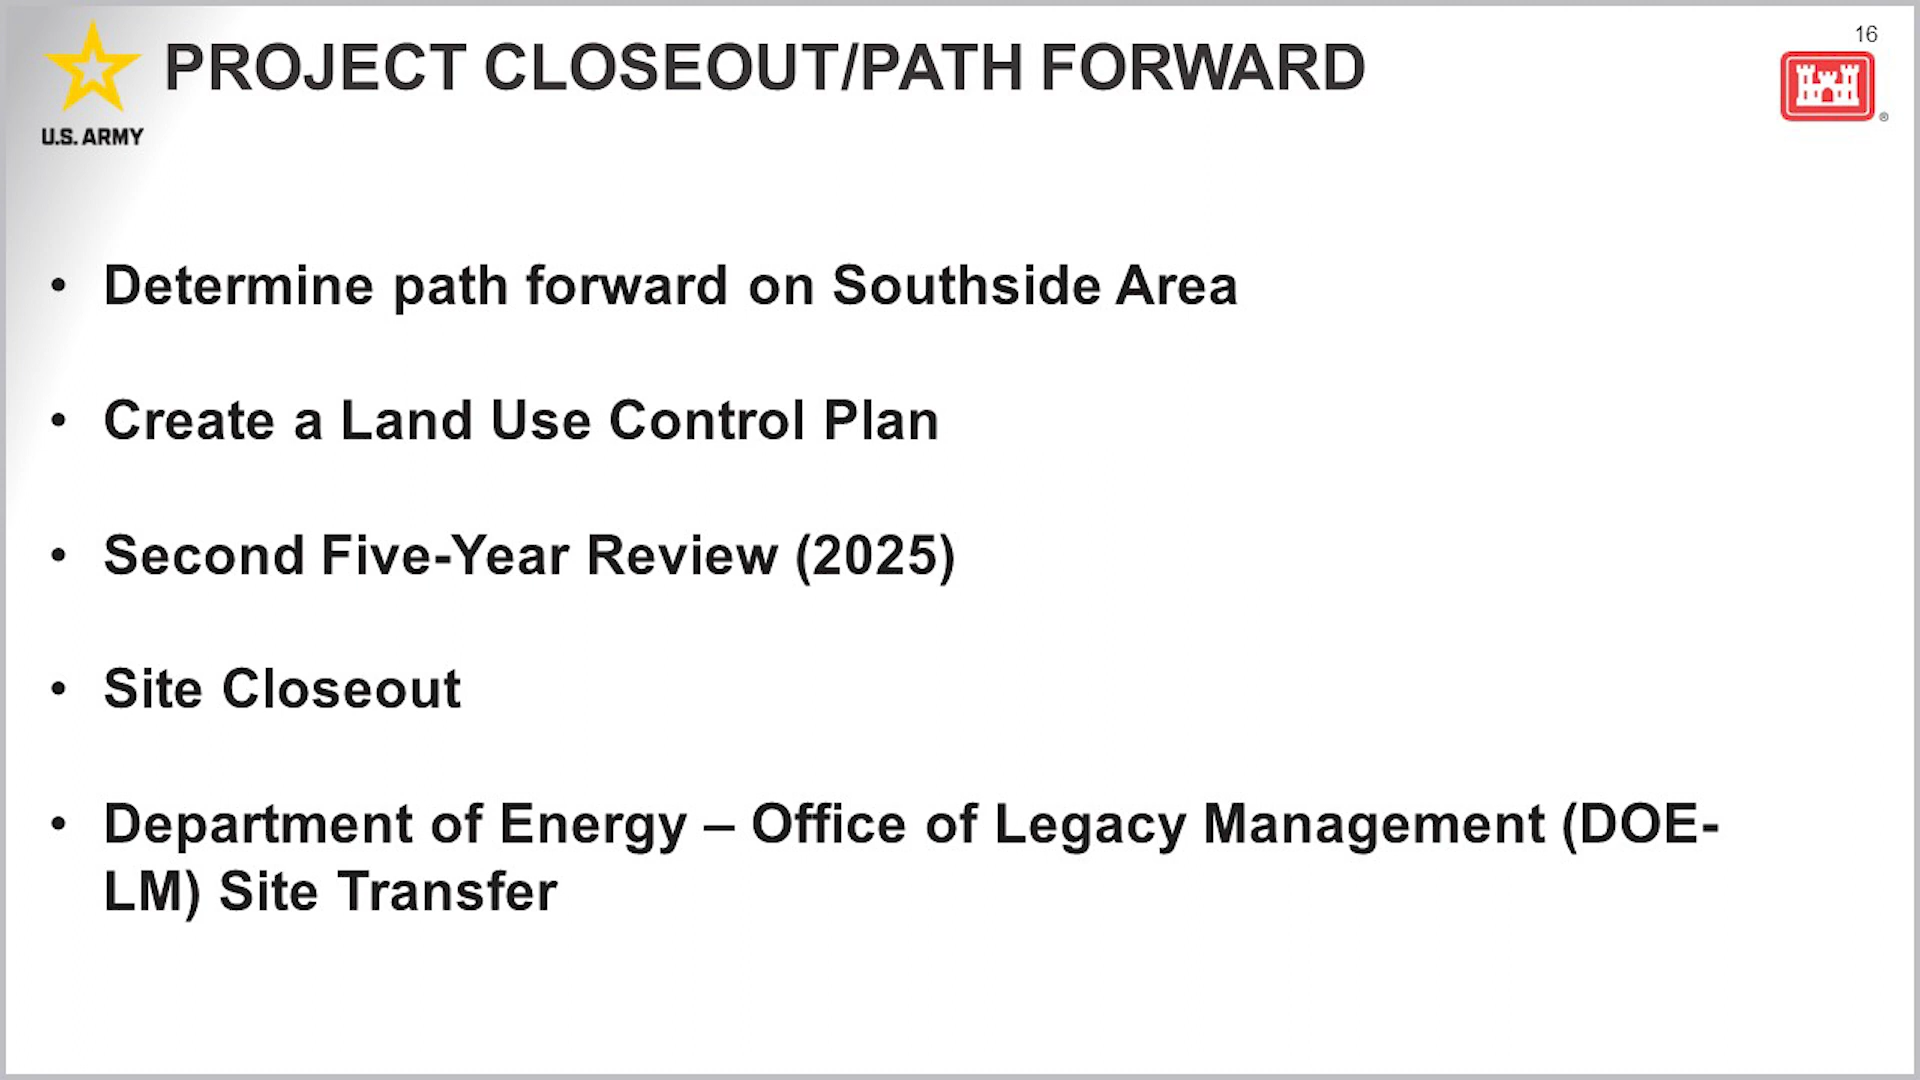 16
PROJECT CLOSEOUT/PATH FORWARD
U.S. ARMY
®
• Determine path forward on Southside Area
• Create a Land Use Control Plan
• Second Five-Year Review (2025)
• Site Closeout
• Department of Energy – Office of Legacy Management (DOE-
LM) Site Transfer